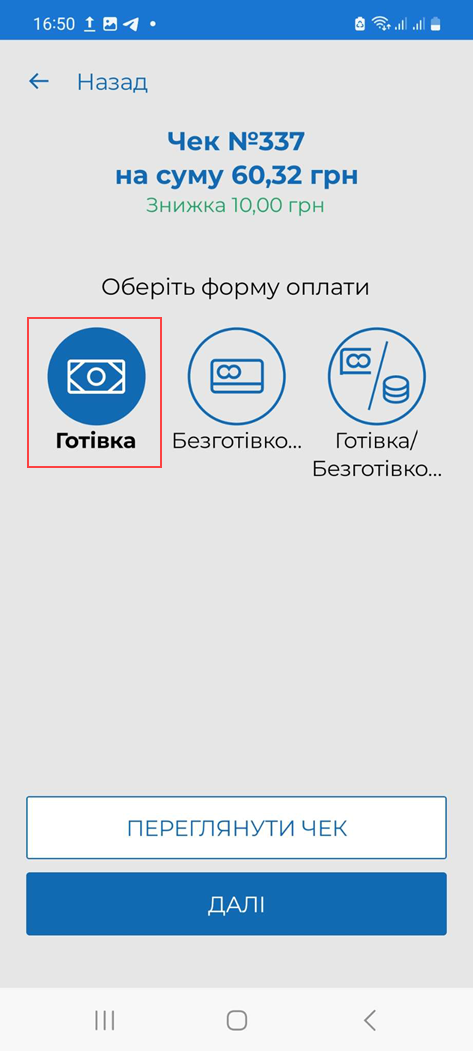 16:50
Назад
Чек №337
на суму 60,32 грн
Знижка 10,00 грн
Оберіть форму оплати
Готівка
Безготівко...
Готівка/
Безготівко...
ПЕРЕГЛЯНУТИ ЧЕК
ДАЛІ